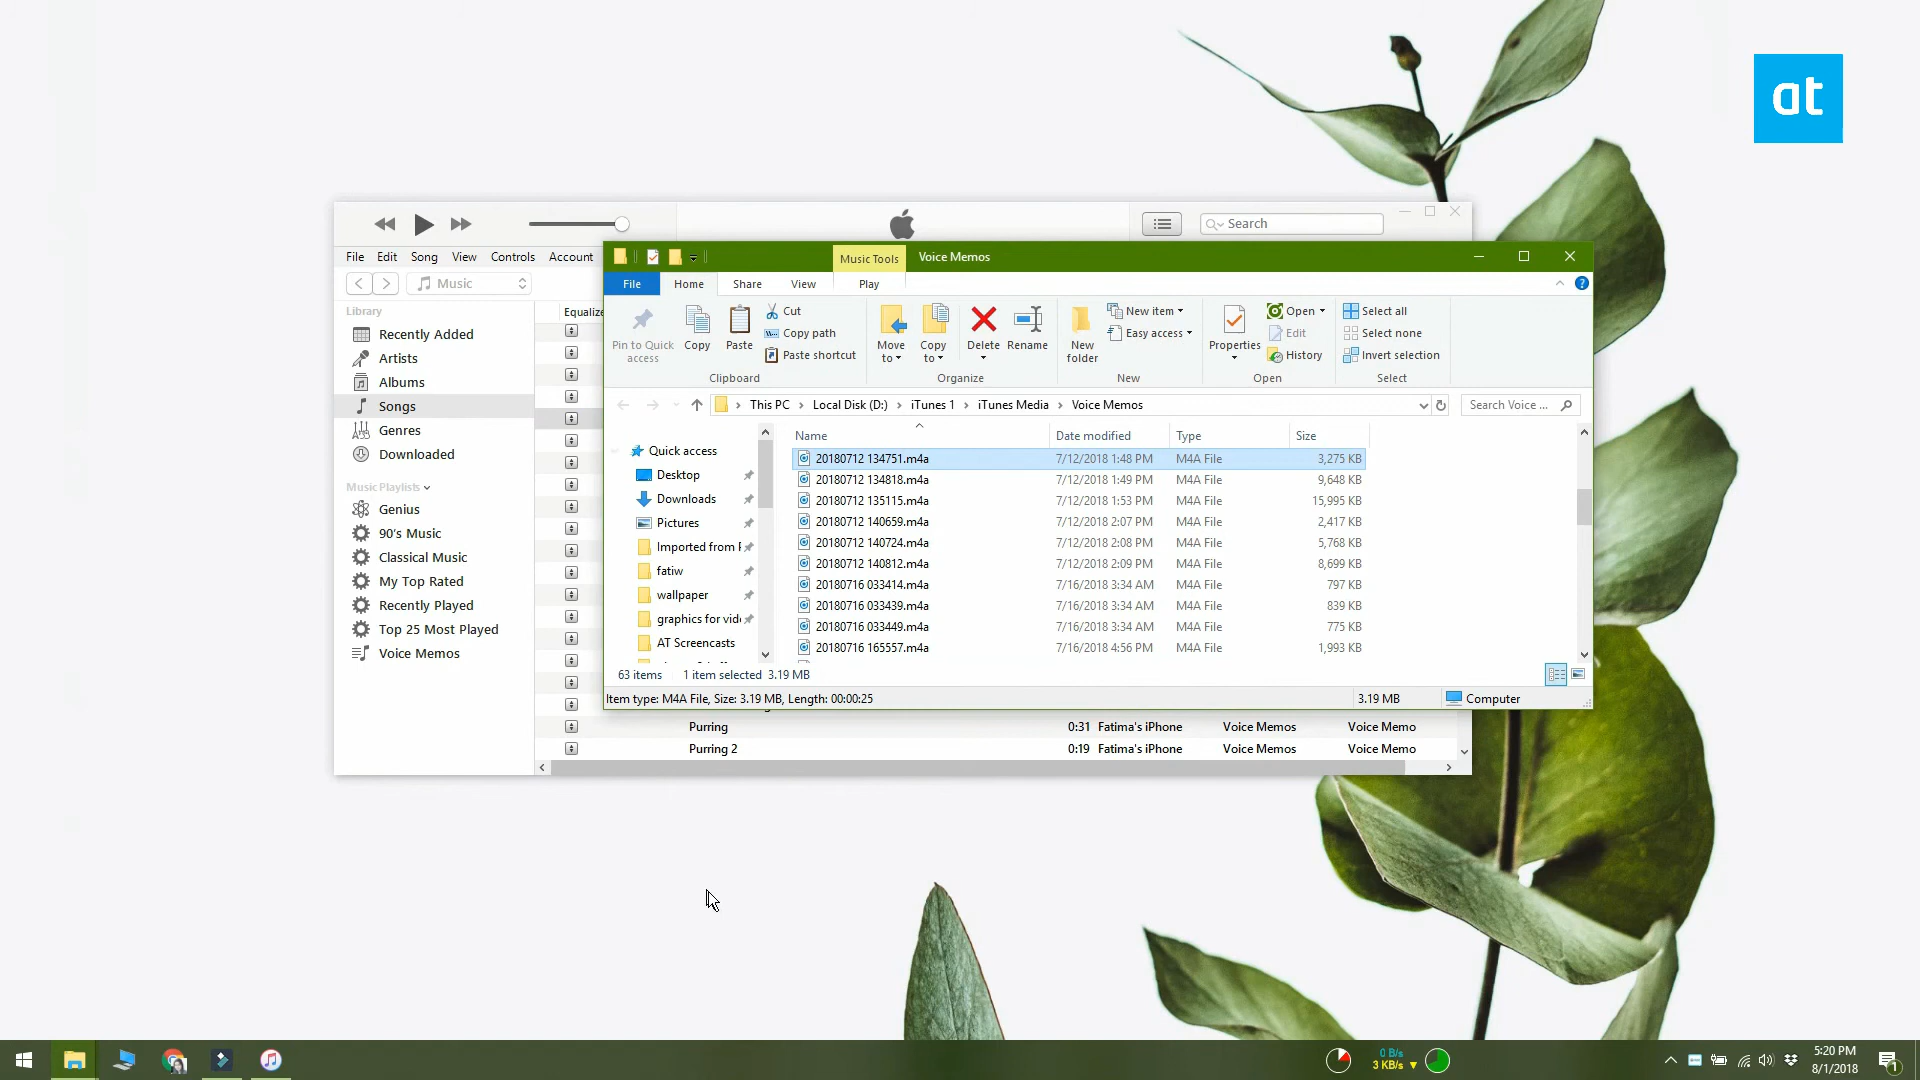 at
Search
File Edit Song View Controls Account
Music
Library
Recently Added
Artists
Albums
Songs
Genres
Downloaded
Music Playlists
Genius
90's Music
Classical Music
My Top Rated
Recently Played
Top 25 Most Played
Voice Memos
Music Tools Voice Memos
File Home Share View Play
Pin to Quick access
Copy
Paste
Cut
Copy path
Paste shortcut
Clipboard
Move to
Copy to
Delete
Rename
Organize
New folder
New item
Easy access
New
Properties
Open
Edit
History
Open
Select all
Select none
Invert selection
Select
This PC Local Disk (D:) iTunes 1 iTunes Media Voice Memos
Search Voice ...
Quick access
Desktop
Downloads
Pictures
Imported from
fatiw
wallpaper
graphics for
AT Screencasts
Name Date modified Type Size
20180712 134751.m4a 7/12/2018 1:48 PM M4A File 3,275 KB
20180712 134818.m4a 7/12/2018 1:49 PM M4A File 9,648 KB
20180712 135115.m4a 7/12/2018 1:53 PM M4A File 15,995 KB
20180712 140659.m4a 7/12/2018 2:07 PM M4A File 2,417 KB
20180712 140724.m4a 7/12/2018 2:08 PM M4A File 5,768 KB
20180712 140812.m4a 7/12/2018 2:09 PM M4A File 8,699 KB
20180716 033414.m4a 7/16/2018 3:34 AM M4A File 797 KB
20180716 033439.m4a 7/16/2018 3:34 AM M4A File 839 KB
20180716 033449.m4a 7/16/2018 3:34 AM M4A File 775 KB
20180716 165557.m4a 7/16/2018 4:56 PM M4A File 1,993 KB
63 items 1 item selected 3.19 MB
Item type: M4A File, Size: 3.19 MB, Length: 00:00:25 3.19 MB Computer
Purring 0:31 Fatima's iPhone Voice Memos Voice Memo
Purring 2 0:19 Fatima's iPhone Voice Memos Voice Memo
0 B/s
3 KB/s
5:20 PM
8/1/2018
1